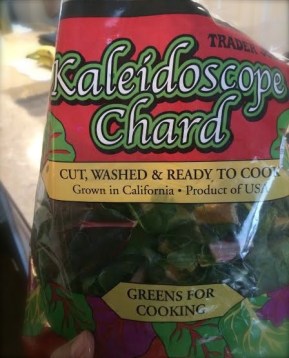 TRADER
Kaleidoscope
Chard
CUT, WASHED & READY TO COOK
Grown in California • Product of USA
GREENS FOR
COOKING